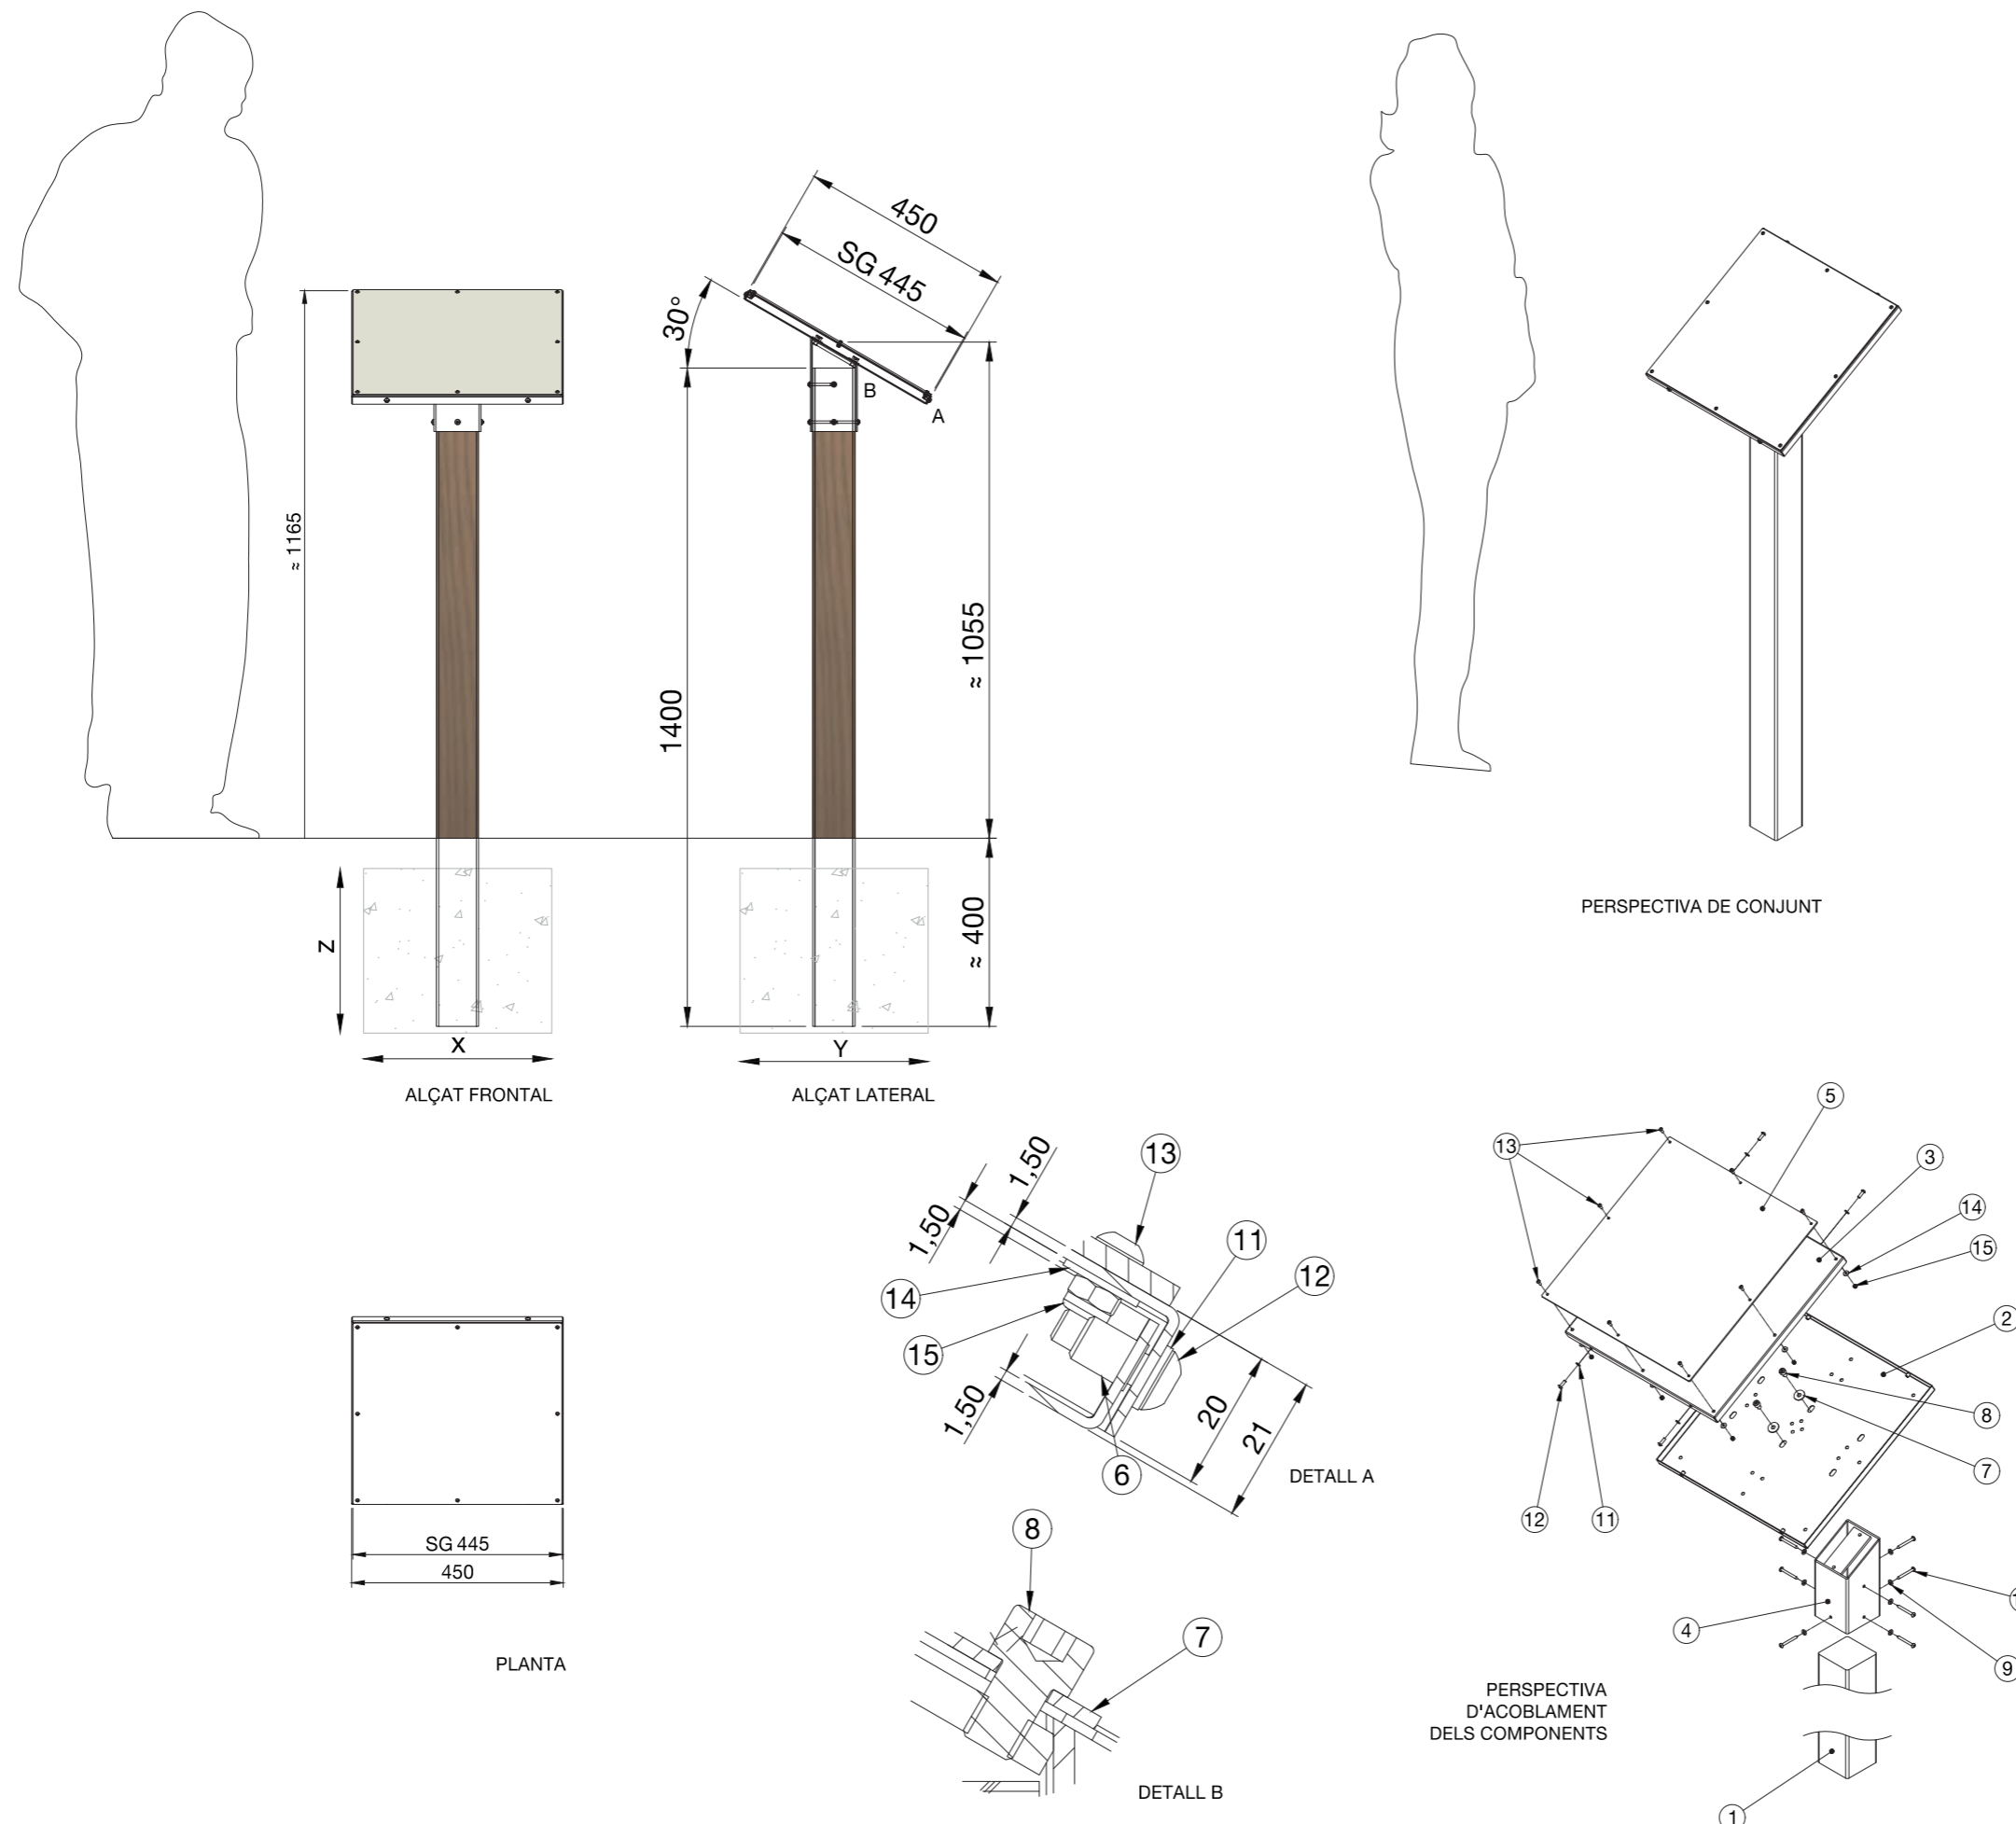 ≈ 1165
Z
X
ALÇAT FRONTAL
450
SG 445
30°
B
A
1400
≈ 1055
≈ 400
Y
ALÇAT LATERAL
PERSPECTIVA DE CONJUNT
SG 445
450
PLANTA
1,50
1,50
13
11
12
14
15
1,50
20
21
6
DETALL A
8
7
DETALL B
5
13
3
14
15
2
8
7
12
11
4
9
1
PERSPECTIVA
D'ACOBLAMENT
DELS COMPONENTS